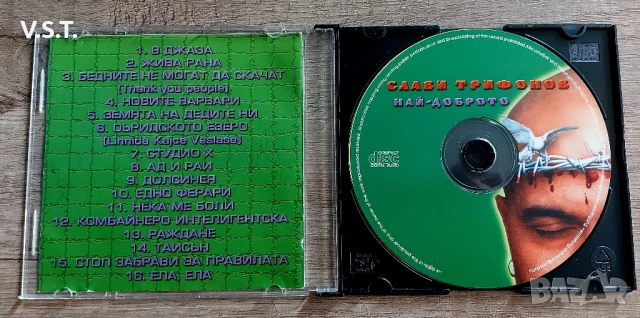 V.S.T.
1. В ДЖАЗА
2. ЖИВА РАНА
3. БЕДНИТЕ НЕ МОГАТ ДА СКАЧАТ
(Thank you people)
4. НОВИТЕ ВАРВАРИ
5. ЗЕМЯТА НА ДЕДИТЕ НИ
6. ОХРИДСКОТО ЕЗЕРО
(Linnida Kajce Veslase)
7. СТУДИО Х
8. АД И РАЙ
9. ДОЛСИНЕЯ
10. ЕДНО ФЕРАРИ
11. НЕКА МЕ БОЛИ
12. КОМБАЙНЕРО ИНТЕЛИГЕНТСКА
13. РАЖДАНЕ
14. ТАЙСЪН
15. СТОП ЗАБРАВИ ЗА ПРАВИЛАТА
16. ЕЛА, ЕЛА
СЛАВИ ТРИФОНОВ
НАЙ-ДОБРОТО
COMPACT
disc
DIGITAL AUDIO
BAZAR